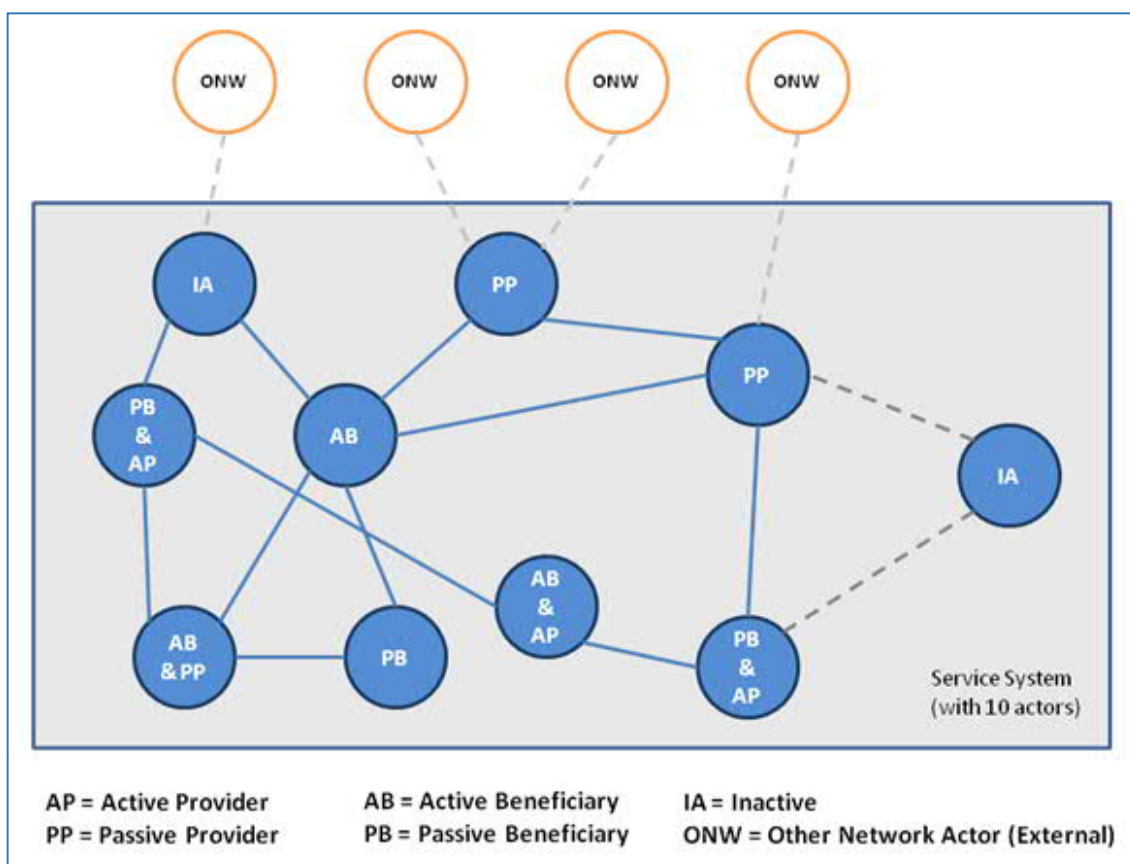 ONW
ONW
ONW
ONW
IA
PP
PP
PB
&
AP
AB
IA
AB
&
AP
AB
& PP
PB
PB
&
AP
Service System
(with 10 actors)
AP = Active Provider
AB = Active Beneficiary
IA = Inactive
PP = Passive Provider
PB = Passive Beneficiary
ONW = Other Network Actor (External)